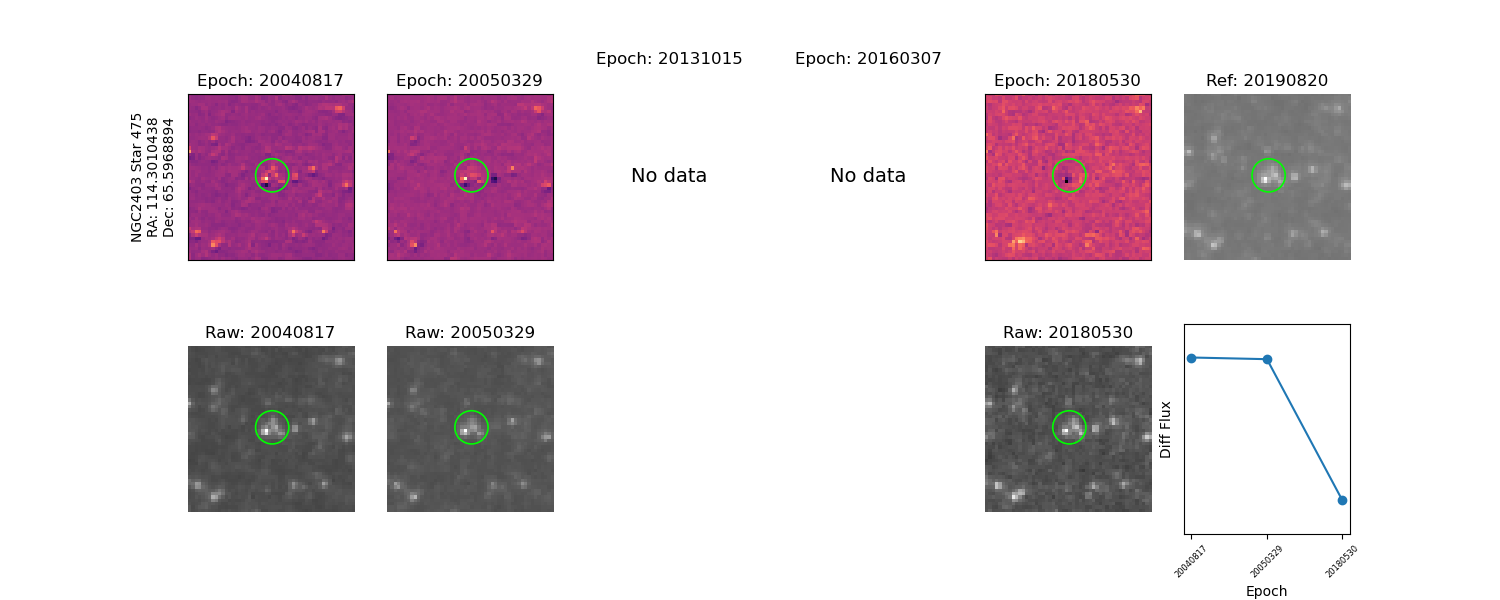 Epoch: 20131015
Epoch: 20160307
Epoch: 20040817
Epoch: 20050329
Epoch: 20180530
Ref: 20190820
NGC2403 Star 475
RA: 114.3010438
Dec: 65.5968894
No data
No data
Raw: 20040817
Raw: 20050329
Raw: 20180530
Diff Flux
20040817
20050329
20180530
Epoch